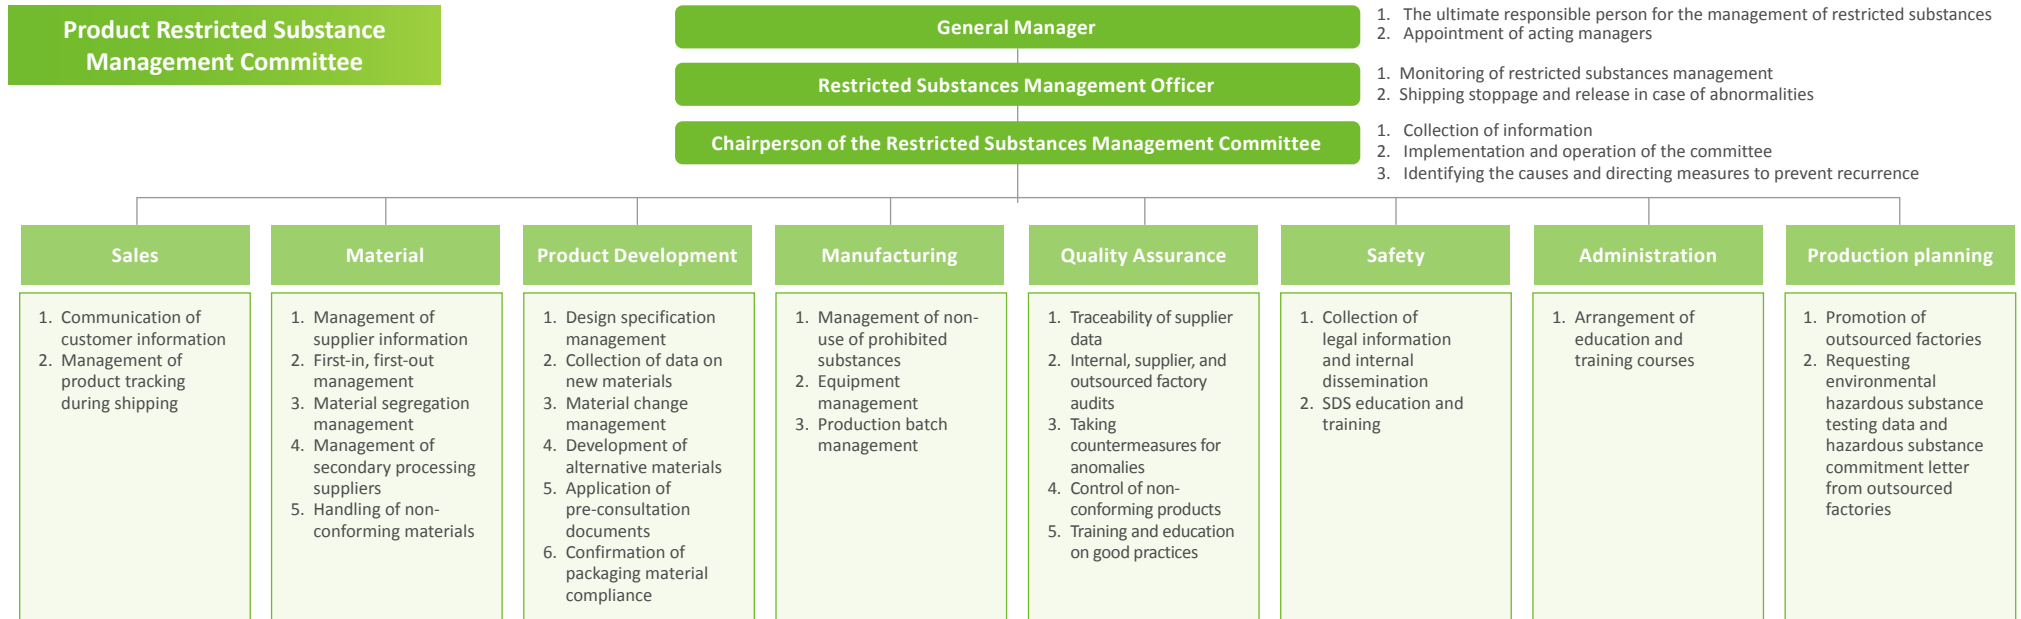 Product Restricted Substance
Management Committee
General Manager
1. The ultimate responsible person for the management of restricted substances
2. Appointment of acting managers
Restricted Substances Management Officer
1. Monitoring of restricted substances management
2. Shipping stoppage and release in case of abnormalities
Chairperson of the Restricted Substances Management Committee
1. Collection of information
2. Implementation and operation of the committee
3. Identifying the causes and directing measures to prevent recurrence
Sales
1. Communication of
customer information
2. Management of
product tracking
during shipping
Material
1. Management of
supplier information
2. First-in, first-out
management
3. Material segregation
management
4. Management of
secondary processing
suppliers
5. Handling of non-
conforming materials
Product Development
1. Design specification
management
2. Collection of data on
new materials
3. Material change
management
4. Development of
alternative materials
5. Application of
pre-consultation
documents
6. Confirmation of
packaging material
compliance
Manufacturing
1. Management of non-
use of prohibited
substances
2. Equipment
management
3. Production batch
management
Quality Assurance
1. Traceability of supplier
data
2. Internal, supplier, and
outsourced factory
audits
3. Taking
countermeasures for
anomalies
4. Control of non-
conforming products
5. Training and education
on good practices
Safety
1. Collection of
legal information
and internal
dissemination
2. SDS education and
training
Administration
1. Arrangement of
education and
training courses
Production planning
1. Promotion of
outsourced factories
2. Requesting
environmental
hazardous substance
testing data and
hazardous substance
commitment letter
from outsourced
factories